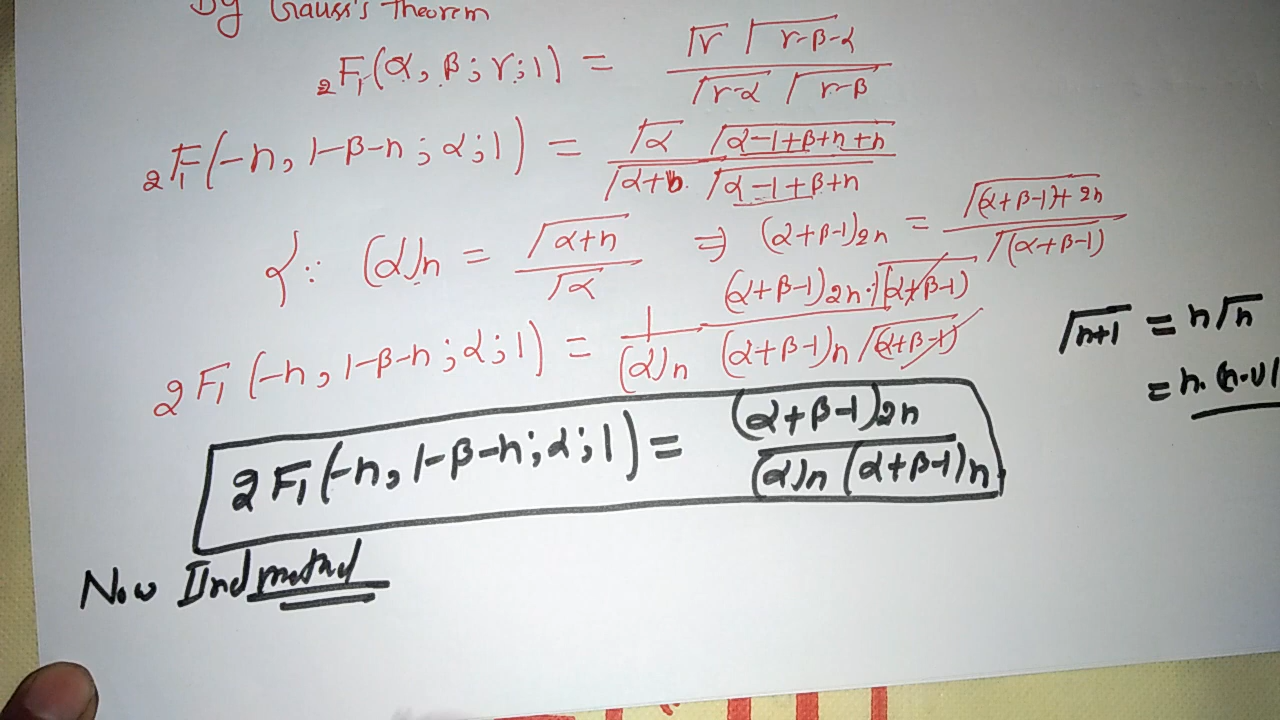 By Gauss's Theorem
₂F₁(α, β; γ; 1) = Γγ Γγ-β-α / Γγ-α Γγ-β
₂F₁(-n, 1-β-n; α; 1) = Γα Γα-1+β+n+n / Γα+n. Γα-1+β+n
{∵ (α)n = Γα+n / Γα ⇒ (α+β-1)2n = Γ(α+β-1)+2n / Γ(α+β-1)
₂F₁(-n, 1-β-n; α; 1) = 1/(α)n (α+β-1)2n·Γ(α+β-1) / (α+β-1)n Γ(α+β-1)
Γn+1 = nΓn
= n.(n-1)
₂F₁(-n, 1-β-n; α; 1) = (α+β-1)2n / (α)n (α+β-1)n
Now IInd method